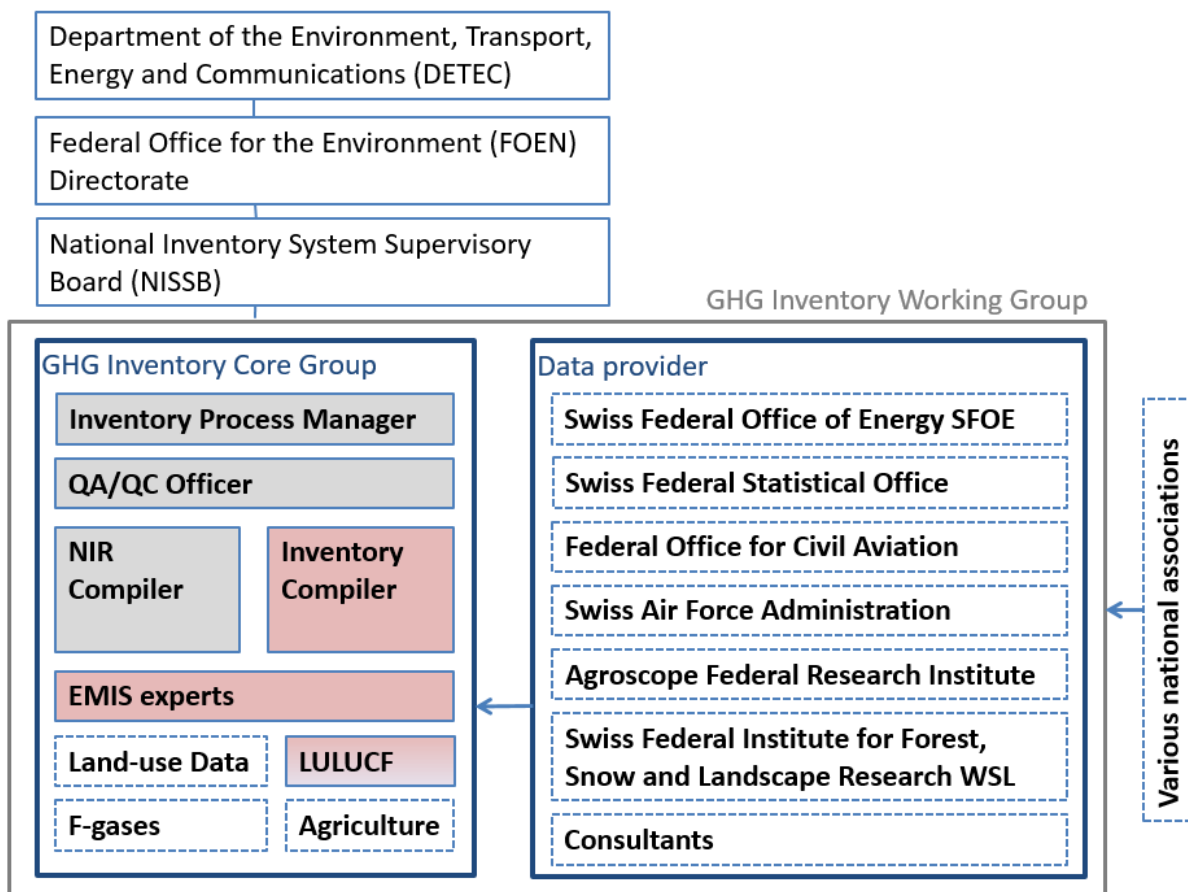 Department of the Environment, Transport,
Energy and Communications (DETEC)
Federal Office for the Environment (FOEN)
Directorate
National Inventory System Supervisory
Board (NISSB)
GHG Inventory Working Group
GHG Inventory Core Group
Inventory Process Manager
QA/QC Officer
NIR
Compiler
Inventory
Compiler
EMIS experts
Land-use Data
LULUCF
F-gases
Agriculture
Data provider
Swiss Federal Office of Energy SFOE
Swiss Federal Statistical Office
Federal Office for Civil Aviation
Swiss Air Force Administration
Agroscope Federal Research Institute
Swiss Federal Institute for Forest,
Snow and Landscape Research WSL
Consultants
Various national associations